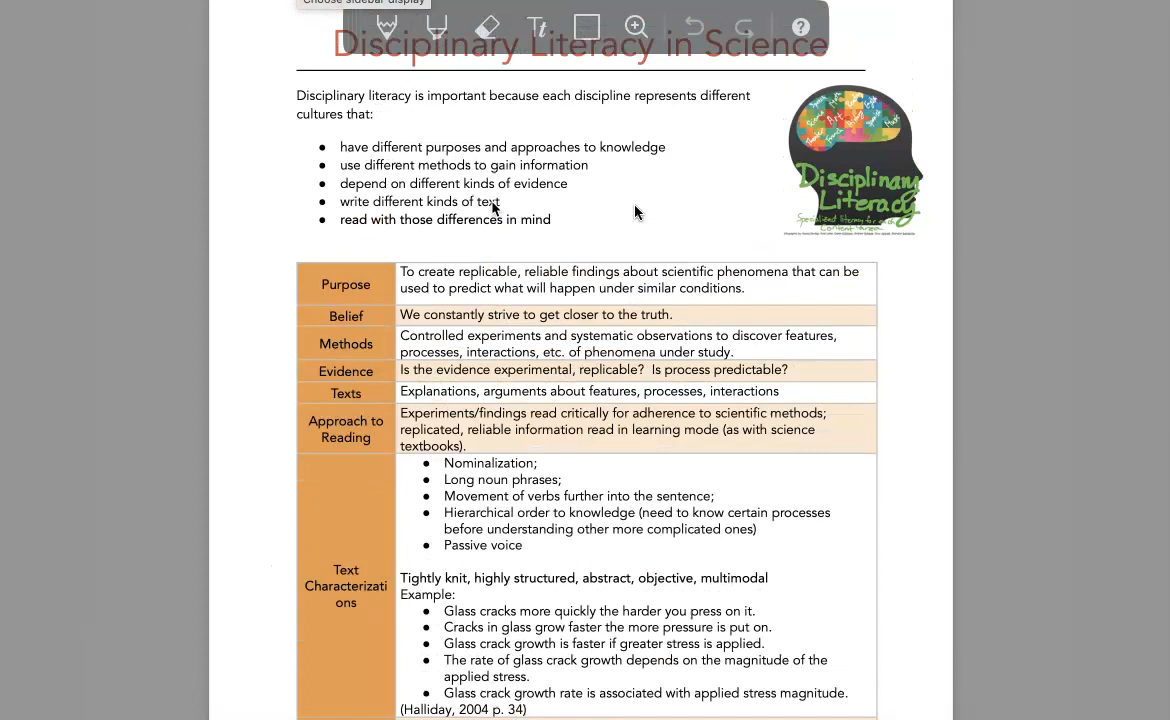 Choose sidebar display
Tt
?
Disciplinary Literacy in Science
Disciplinary literacy is important because each discipline represents different
cultures that:
● have different purposes and approaches to knowledge
● use different methods to gain information
● depend on different kinds of evidence
● write different kinds of text
● read with those differences in mind
Art
Music
Disciplinary
Literacy
Specialized literacy for each
Content Area
Purpose
To create replicable, reliable findings about scientific phenomena that can be
used to predict what will happen under similar conditions.
Belief
We constantly strive to get closer to the truth.
Methods
Controlled experiments and systematic observations to discover features,
processes, interactions, etc. of phenomena under study.
Evidence
Is the evidence experimental, replicable?  Is process predictable?
Texts
Explanations, arguments about features, processes, interactions
Approach to
Reading
Experiments/findings read critically for adherence to scientific methods;
replicated, reliable information read in learning mode (as with science
textbooks).
Text
Characterizati
ons
● Nominalization;
● Long noun phrases;
● Movement of verbs further into the sentence;
● Hierarchical order to knowledge (need to know certain processes
before understanding other more complicated ones)
● Passive voice
Tightly knit, highly structured, abstract, objective, multimodal
Example:
● Glass cracks more quickly the harder you press on it.
● Cracks in glass grow faster the more pressure is put on.
● Glass crack growth is faster if greater stress is applied.
● The rate of glass crack growth depends on the magnitude of the
applied stress.
● Glass crack growth rate is associated with applied stress magnitude.
(Halliday, 2004 p. 34)